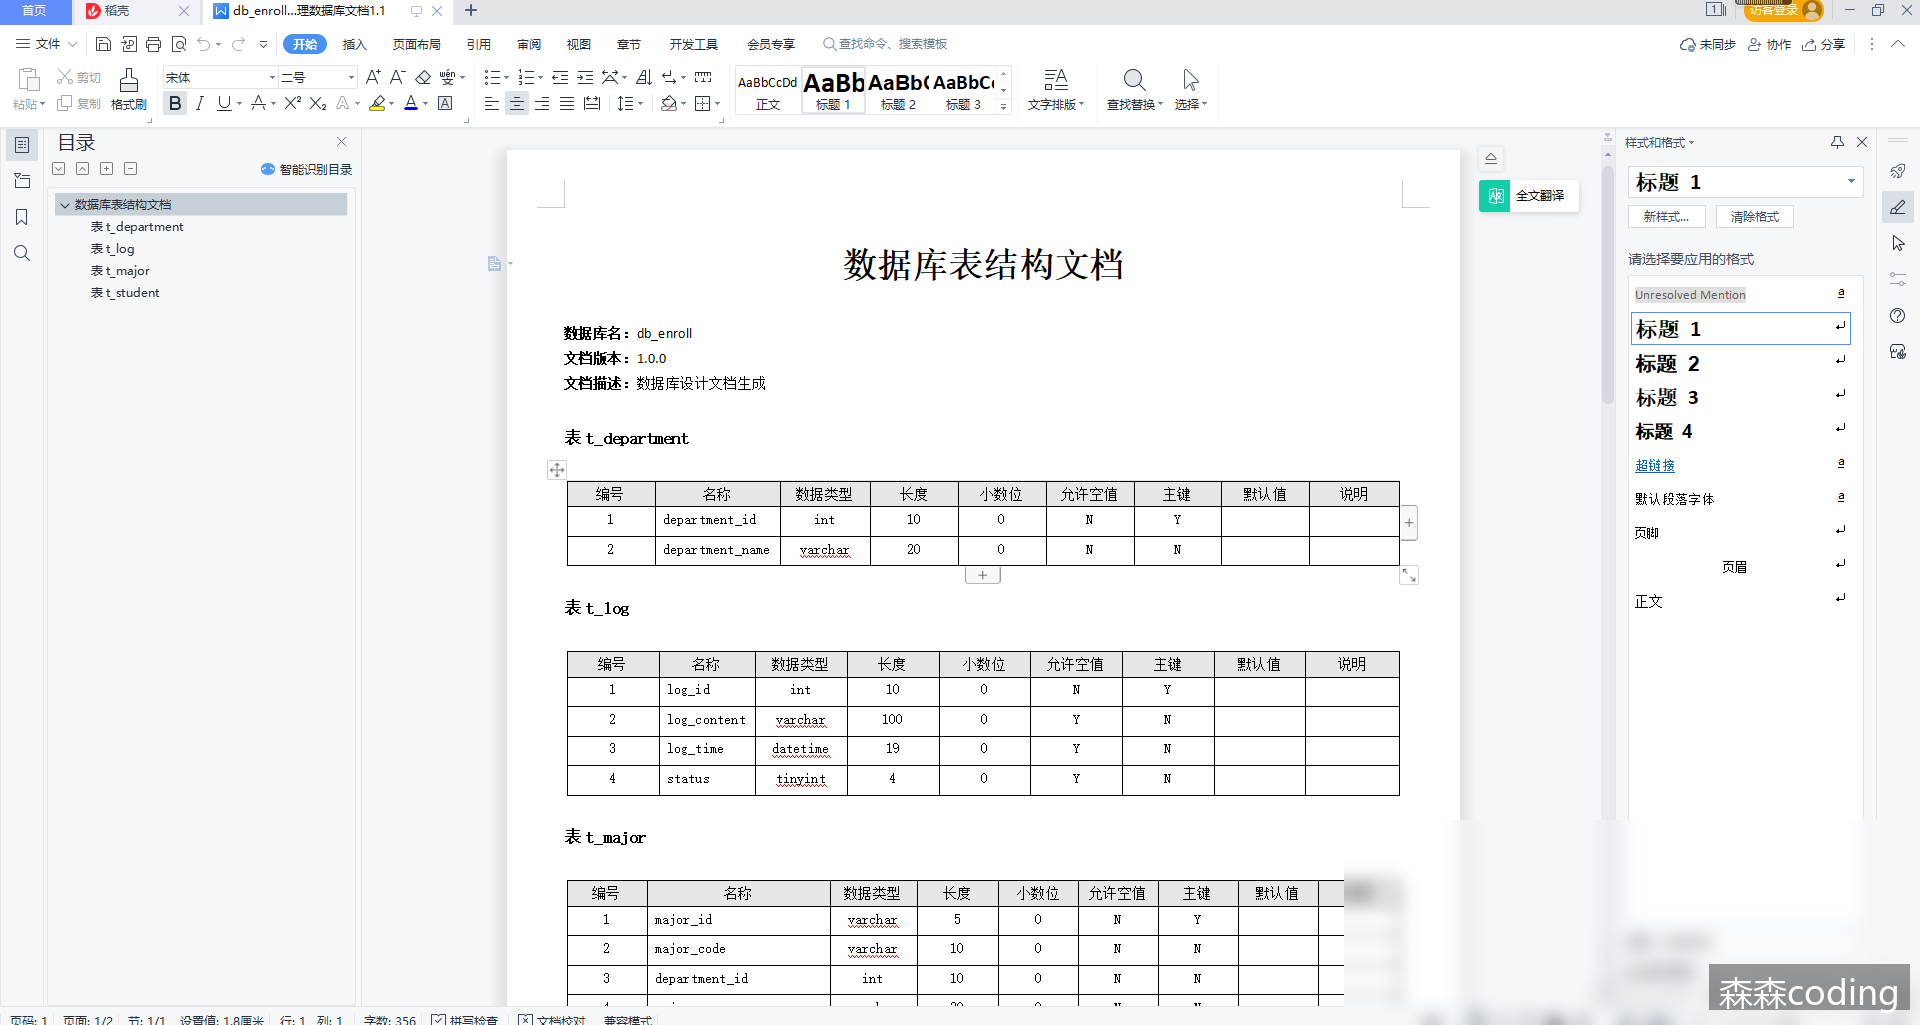 首页 稻壳 db_enroll...理数据库文档1.1 访客登录
文件 开始 插入 页面布局 引用 审阅 视图 章节 开发工具 会员专享 查找命令、搜索模板 未同步 协作 分享
粘贴 剪切 复制 格式刷 宋体 二号
AaBbCcDd 正文 AaBb 标题 1 AaBb( 标题 2 AaBbC( 标题 3 文字排版 查找替换 选择
目录
智能识别目录
数据库表结构文档
表 t_department
表 t_log
表 t_major
表 t_student
全文翻译
数据库表结构文档
数据库名：db_enroll
文档版本：1.0.0
文档描述：数据库设计文档生成
表 t_department
编号 名称 数据类型 长度 小数位 允许空值 主键 默认值 说明
1 department_id int 10 0 N Y
2 department_name varchar 20 0 N N
表 t_log
编号 名称 数据类型 长度 小数位 允许空值 主键 默认值 说明
1 log_id int 10 0 N Y
2 log_content varchar 100 0 Y N
3 log_time datetime 19 0 Y N
4 status tinyint 4 0 Y N
表 t_major
编号 名称 数据类型 长度 小数位 允许空值 主键 默认值
1 major_id varchar 5 0 N Y
2 major_code varchar 10 0 N N
3 department_id int 10 0 N N
样式和格式
标题 1
新样式... 清除格式
请选择要应用的格式
Unresolved Mention
标题 1
标题 2
标题 3
标题 4
超链接
默认段落字体
页脚
页眉
正文
页码: 1 页面: 1/2 节: 1/1 设置值: 1.8厘米 行: 1 列: 1 字数: 356 拼写检查 文档校对 兼容模式
森森coding